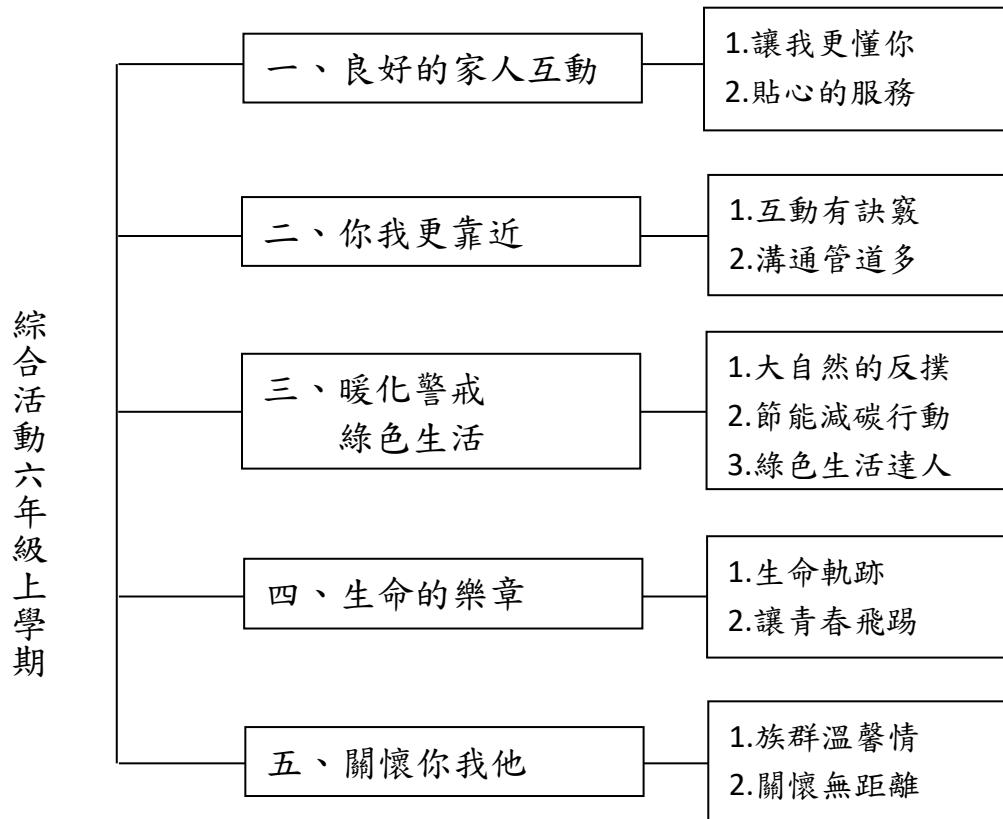 綜合活動六年級上學期
一、良好的家人互動
1.讓我更懂你
2.貼心的服務
二、你我更靠近
1.互動有訣竅
2.溝通管道多
三、暖化警戒
綠色生活
1.大自然的反撲
2.節能減碳行動
3.綠色生活達人
四、生命的樂章
1.生命軌跡
2.讓青春飛踢
五、關懷你我他
1.族群溫馨情
2.關懷無距離